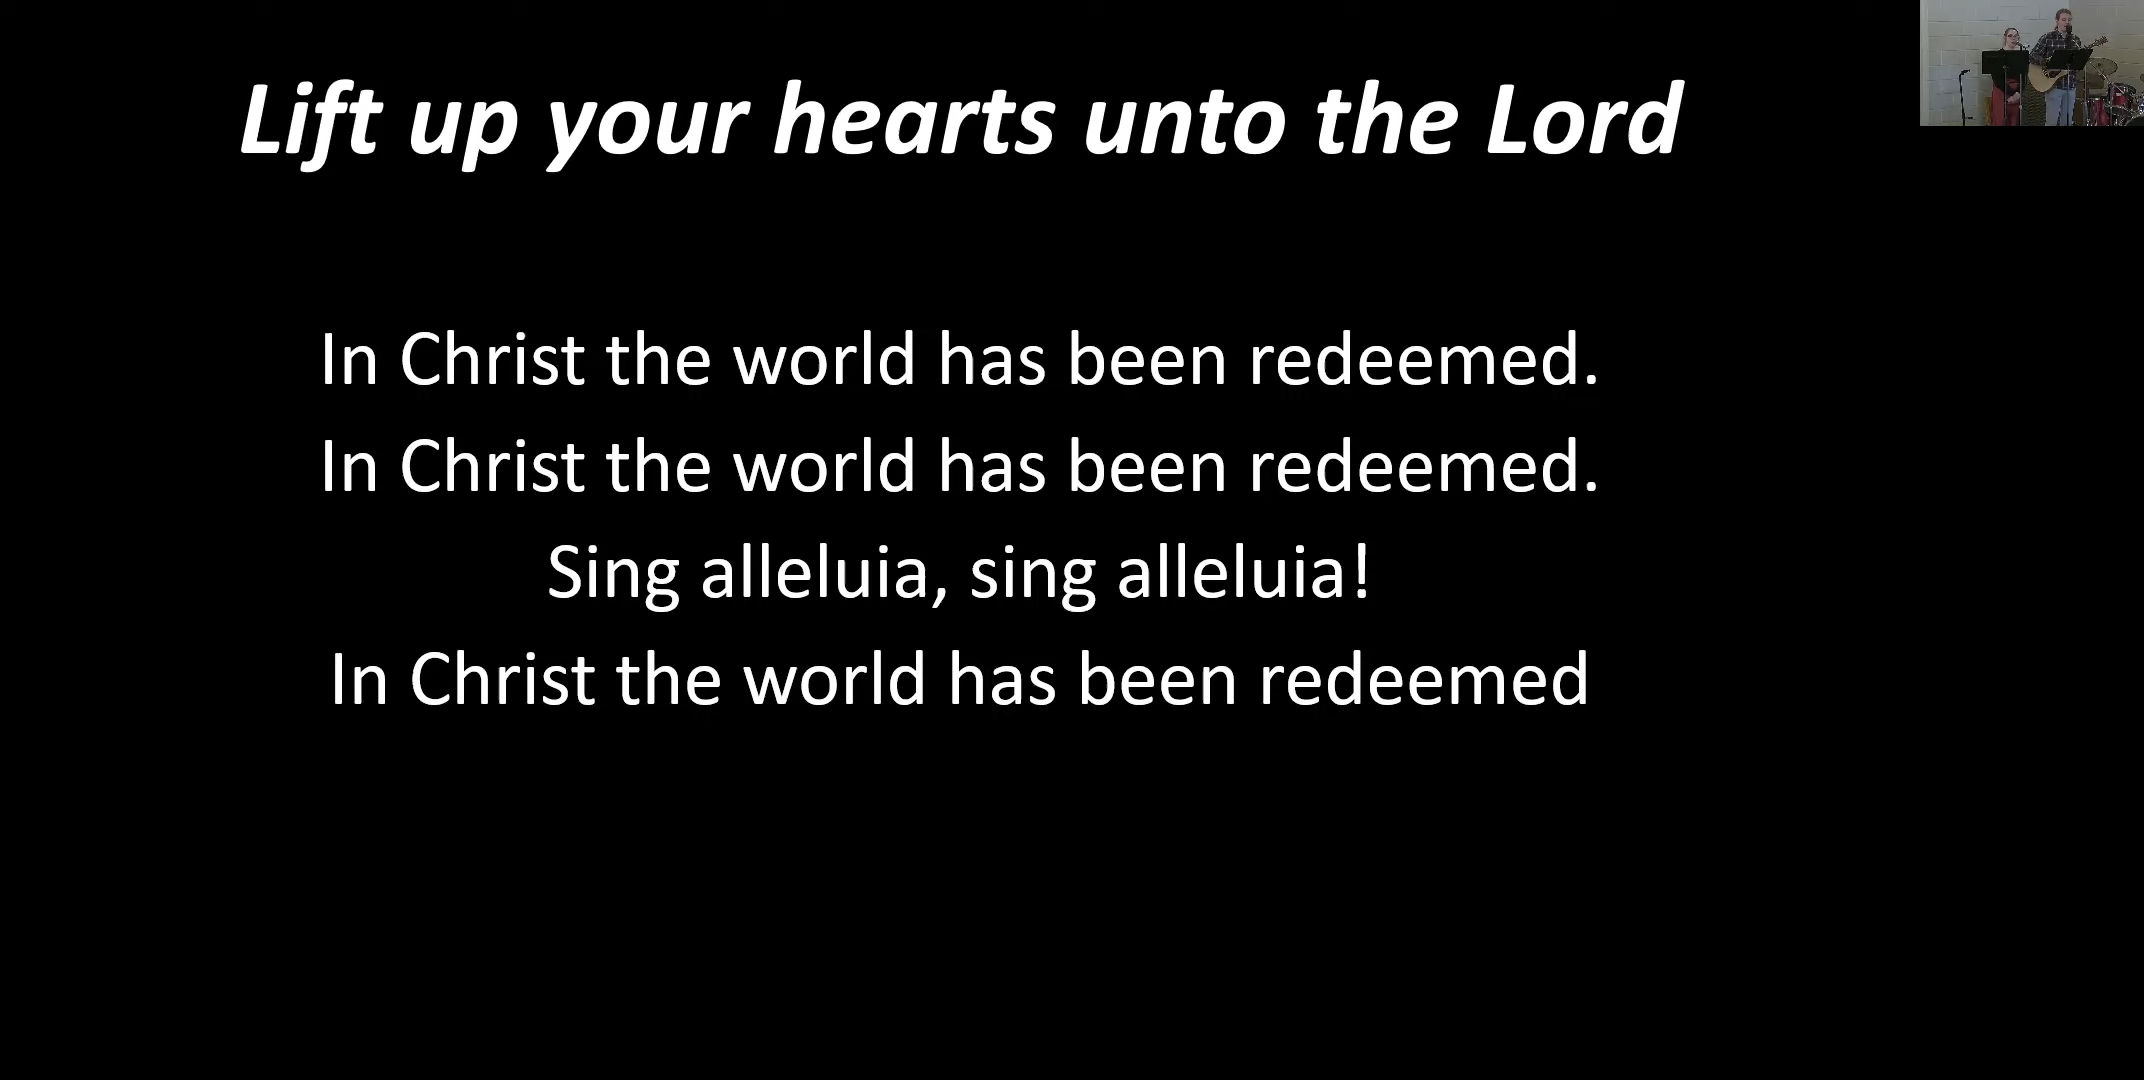 Lift up your hearts unto the Lord
In Christ the world has been redeemed.
In Christ the world has been redeemed.
Sing alleluia, sing alleluia!
In Christ the world has been redeemed